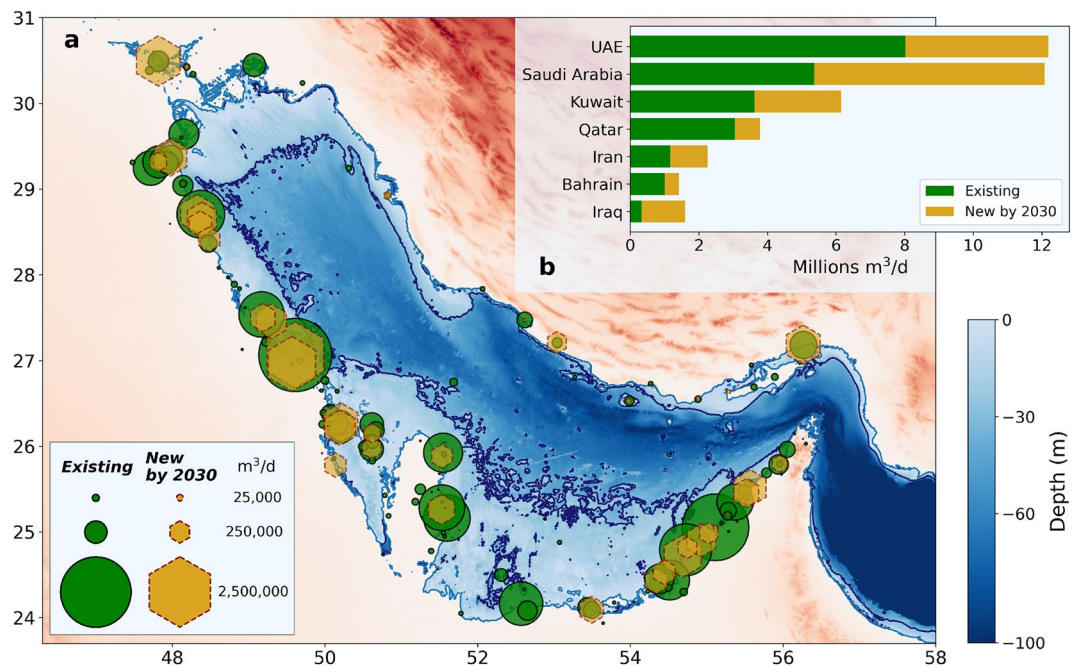 a
31
30
29
28
27
26
25
24
48
50
52
54
56
58
UAE
Saudi Arabia
Kuwait
Qatar
Iran
Bahrain
Iraq
0
2
4
6
8
10
12
Millions m³/d
b
Existing
New by 2030
Existing New by 2030 m³/d
25,000
250,000
2,500,000
0
−30
−60
−100
Depth (m)